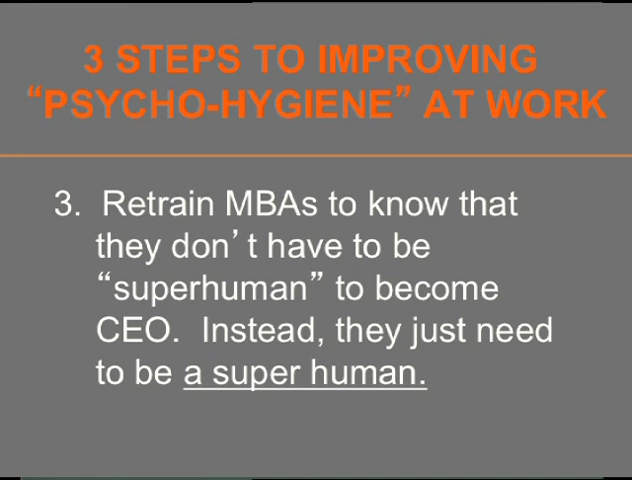 3 STEPS TO IMPROVING
“PSYCHO-HYGIENE” AT WORK
3. Retrain MBAs to know that
they don’t have to be
“superhuman” to become
CEO. Instead, they just need
to be a super human.